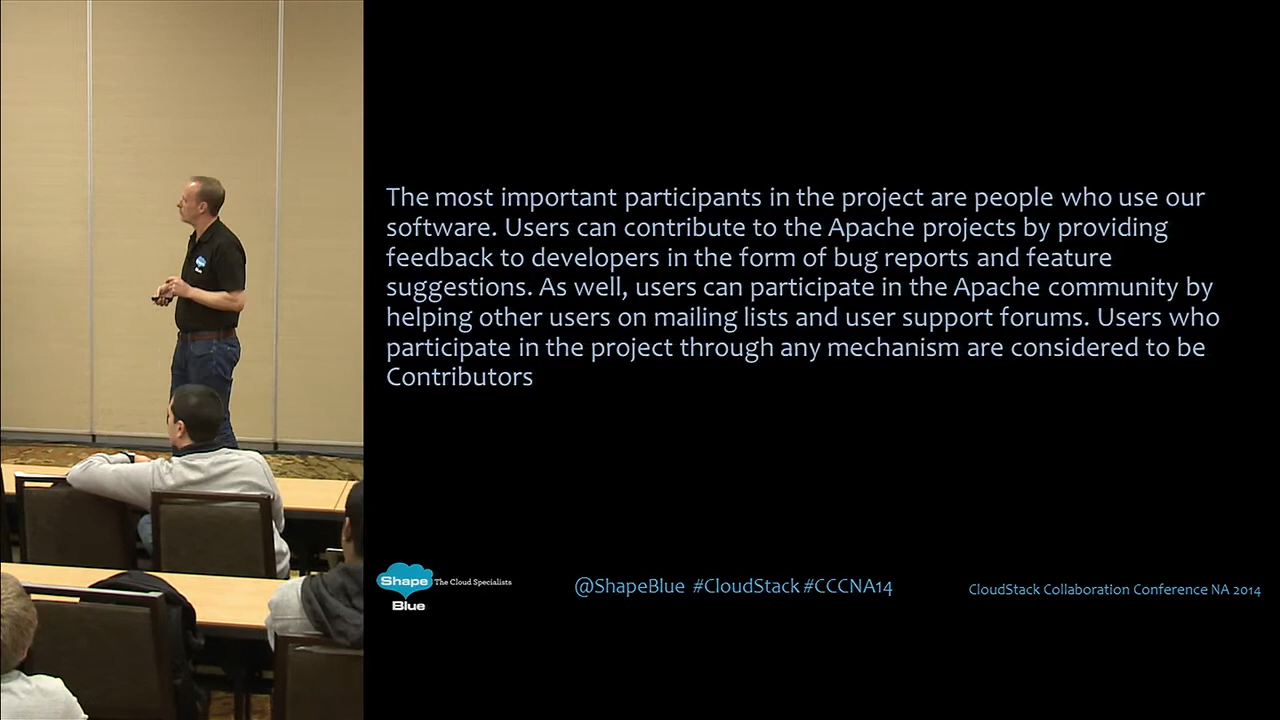 The most important participants in the project are people who use our
software. Users can contribute to the Apache projects by providing
feedback to developers in the form of bug reports and feature
suggestions. As well, users can participate in the Apache community by
helping other users on mailing lists and user support forums. Users who
participate in the project through any mechanism are considered to be
Contributors
Shape
Blue
The Cloud Specialists
@ShapeBlue #CloudStack #CCCNA14
CloudStack Collaboration Conference NA 2014